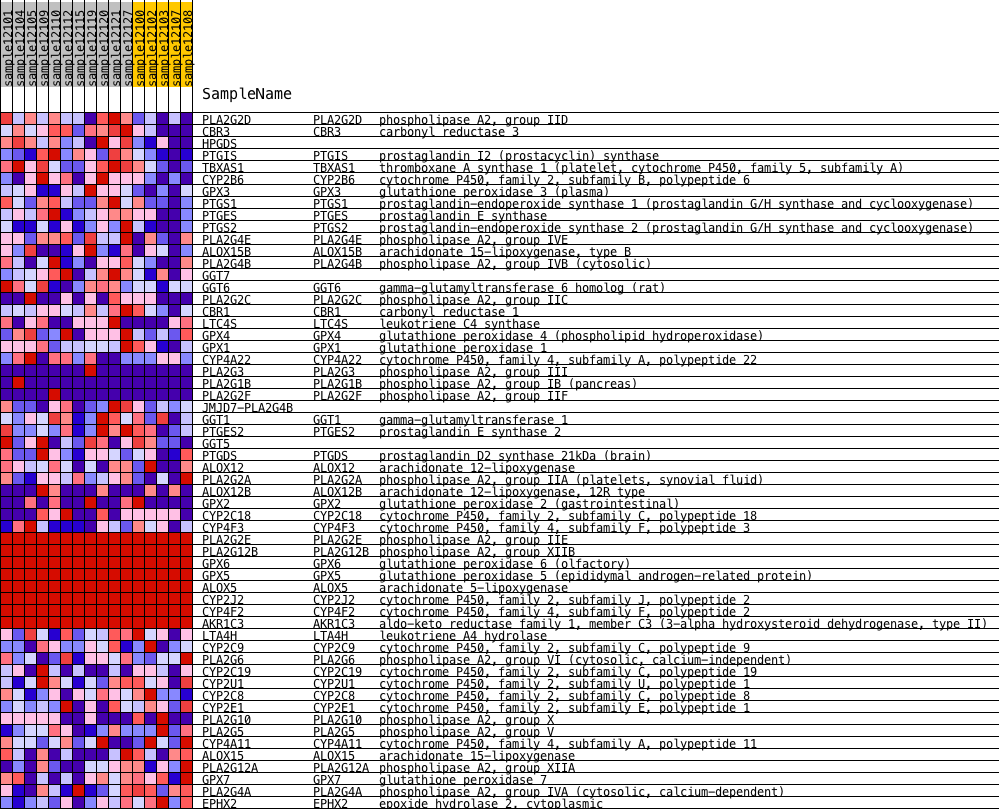 sample12101
sample12104
sample12105
sample12109
sample12110
sample12112
sample12115
sample12119
sample12120
sample12121
sample12127
sample12100
sample12102
sample12103
sample12107
sample12108
SampleName
PLA2G2D PLA2G2D phospholipase A2, group IID
CBR3 CBR3 carbonyl reductase 3
HPGDS
PTGIS PTGIS prostaglandin I2 (prostacyclin) synthase
TBXAS1 TBXAS1 thromboxane A synthase 1 (platelet, cytochrome P450, family 5, subfamily A)
CYP2B6 CYP2B6 cytochrome P450, family 2, subfamily B, polypeptide 6
GPX3 GPX3 glutathione peroxidase 3 (plasma)
PTGS1 PTGS1 prostaglandin-endoperoxide synthase 1 (prostaglandin G/H synthase and cyclooxygenase)
PTGES PTGES prostaglandin E synthase
PTGS2 PTGS2 prostaglandin-endoperoxide synthase 2 (prostaglandin G/H synthase and cyclooxygenase)
PLA2G4E PLA2G4E phospholipase A2, group IVE
ALOX15B ALOX15B arachidonate 15-lipoxygenase, type B
PLA2G4B PLA2G4B phospholipase A2, group IVB (cytosolic)
GGT7
GGT6 GGT6 gamma-glutamyltransferase 6 homolog (rat)
PLA2G2C PLA2G2C phospholipase A2, group IIC
CBR1 CBR1 carbonyl reductase 1
LTC4S LTC4S leukotriene C4 synthase
GPX4 GPX4 glutathione peroxidase 4 (phospholipid hydroperoxidase)
GPX1 GPX1 glutathione peroxidase 1
CYP4A22 CYP4A22 cytochrome P450, family 4, subfamily A, polypeptide 22
PLA2G3 PLA2G3 phospholipase A2, group III
PLA2G1B PLA2G1B phospholipase A2, group IB (pancreas)
PLA2G2F PLA2G2F phospholipase A2, group IIF
JMJD7-PLA2G4B
GGT1 GGT1 gamma-glutamyltransferase 1
PTGES2 PTGES2 prostaglandin E synthase 2
GGT5
PTGDS PTGDS prostaglandin D2 synthase 21kDa (brain)
ALOX12 ALOX12 arachidonate 12-lipoxygenase
PLA2G2A PLA2G2A phospholipase A2, group IIA (platelets, synovial fluid)
ALOX12B ALOX12B arachidonate 12-lipoxygenase, 12R type
GPX2 GPX2 glutathione peroxidase 2 (gastrointestinal)
CYP2C18 CYP2C18 cytochrome P450, family 2, subfamily C, polypeptide 18
CYP4F3 CYP4F3 cytochrome P450, family 4, subfamily F, polypeptide 3
PLA2G2E PLA2G2E phospholipase A2, group IIE
PLA2G12B PLA2G12B phospholipase A2, group XIIB
GPX6 GPX6 glutathione peroxidase 6 (olfactory)
GPX5 GPX5 glutathione peroxidase 5 (epididymal androgen-related protein)
ALOX5 ALOX5 arachidonate 5-lipoxygenase
CYP2J2 CYP2J2 cytochrome P450, family 2, subfamily J, polypeptide 2
CYP4F2 CYP4F2 cytochrome P450, family 4, subfamily F, polypeptide 2
AKR1C3 AKR1C3 aldo-keto reductase family 1, member C3 (3-alpha hydroxysteroid dehydrogenase, type II)
LTA4H LTA4H leukotriene A4 hydrolase
CYP2C9 CYP2C9 cytochrome P450, family 2, subfamily C, polypeptide 9
PLA2G6 PLA2G6 phospholipase A2, group VI (cytosolic, calcium-independent)
CYP2C19 CYP2C19 cytochrome P450, family 2, subfamily C, polypeptide 19
CYP2U1 CYP2U1 cytochrome P450, family 2, subfamily U, polypeptide 1
CYP2C8 CYP2C8 cytochrome P450, family 2, subfamily C, polypeptide 8
CYP2E1 CYP2E1 cytochrome P450, family 2, subfamily E, polypeptide 1
PLA2G10 PLA2G10 phospholipase A2, group X
PLA2G5 PLA2G5 phospholipase A2, group V
CYP4A11 CYP4A11 cytochrome P450, family 4, subfamily A, polypeptide 11
ALOX15 ALOX15 arachidonate 15-lipoxygenase
PLA2G12A PLA2G12A phospholipase A2, group XIIA
GPX7 GPX7 glutathione peroxidase 7
PLA2G4A PLA2G4A phospholipase A2, group IVA (cytosolic, calcium-dependent)
EPHX2 EPHX2 epoxide hydrolase 2, cytoplasmic